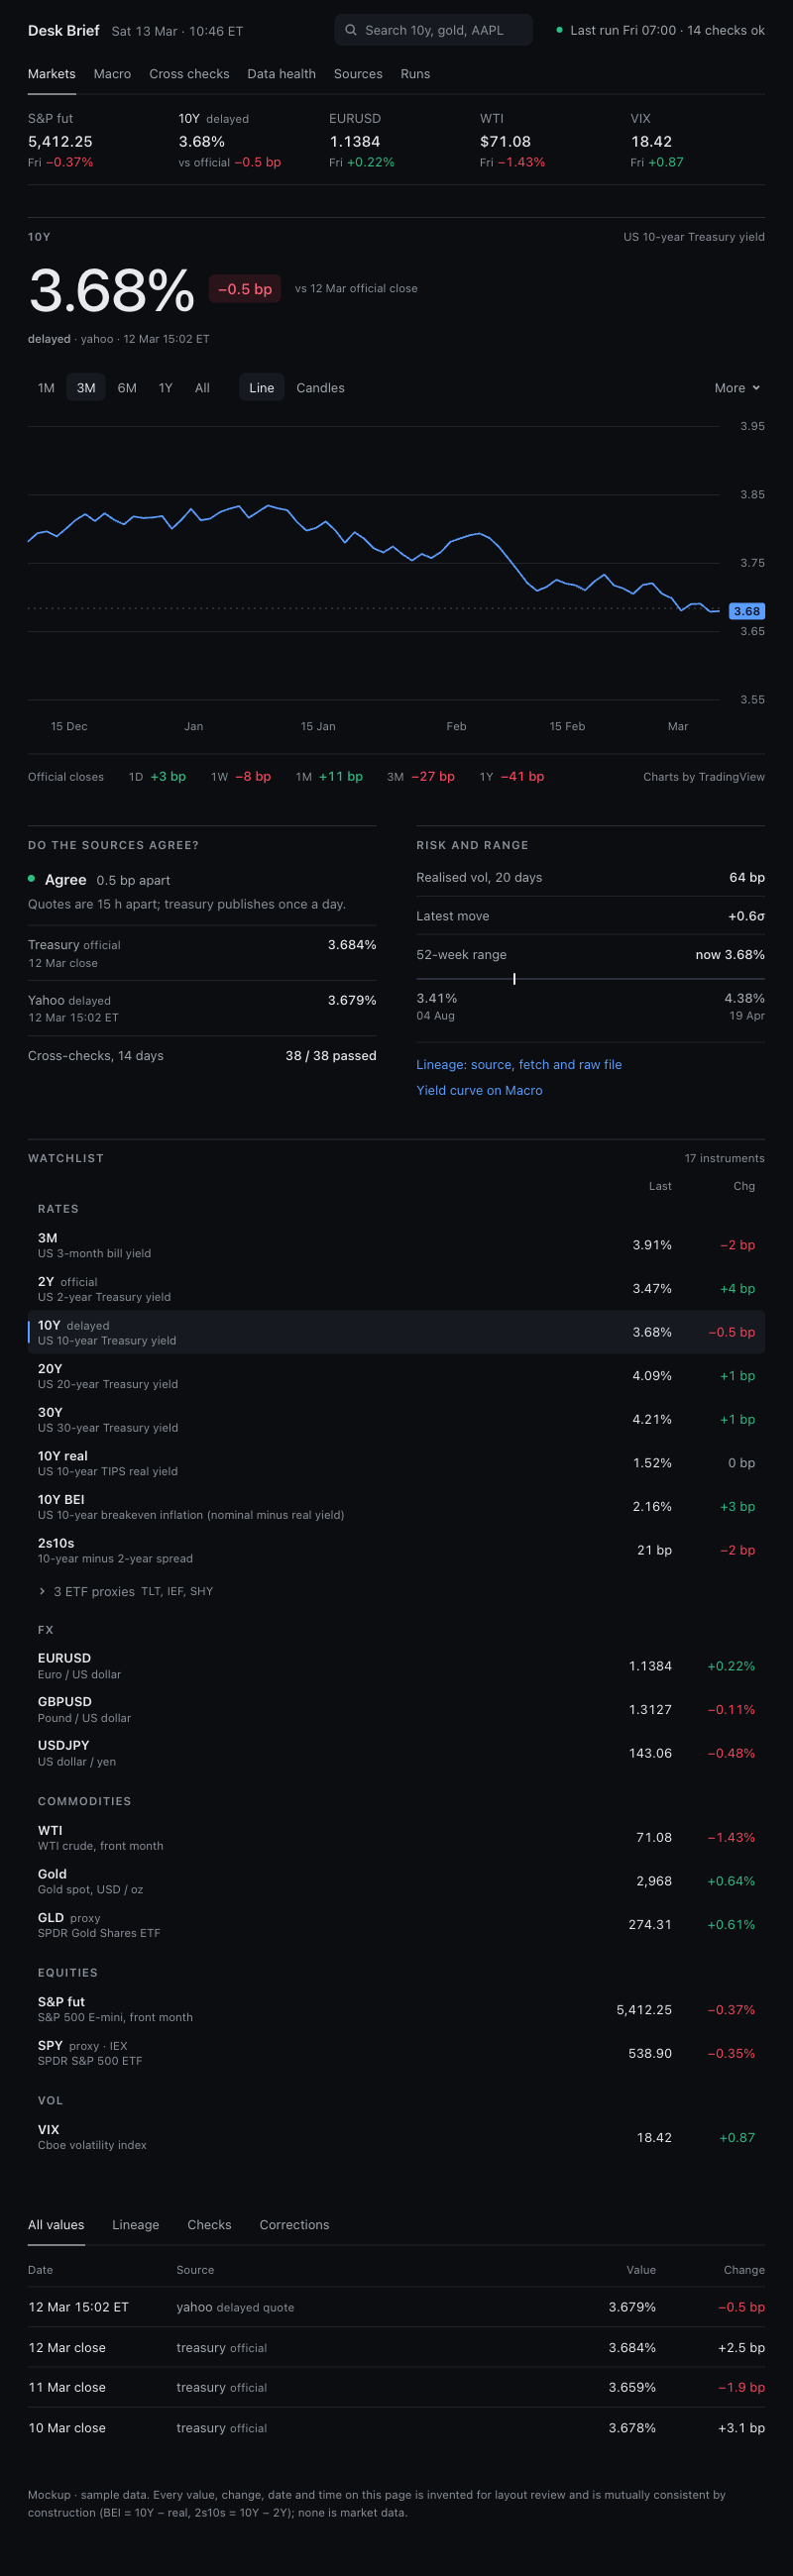 Desk Brief Sat 13 Mar · 10:46 ET Search 10y, gold, AAPL Last run Fri 07:00 · 14 checks ok
Markets Macro Cross checks Data health Sources Runs
S&P fut 10Y delayed EURUSD WTI VIX
5,412.25 3.68% 1.1384 $71.08 18.42
Fri −0.37% vs official −0.5 bp Fri +0.22% Fri −1.43% Fri +0.87
10Y US 10-year Treasury yield
3.68% −0.5 bp vs 12 Mar official close
delayed · yahoo · 12 Mar 15:02 ET
1M 3M 6M 1Y All Line Candles More
3.95
3.85
3.75
3.68
3.65
3.55
15 Dec Jan 15 Jan Feb 15 Feb Mar
Official closes 1D +3 bp 1W −8 bp 1M +11 bp 3M −27 bp 1Y −41 bp Charts by TradingView
DO THE SOURCES AGREE?
Agree 0.5 bp apart
Quotes are 15 h apart; treasury publishes once a day.
Treasury official 3.684%
12 Mar close
Yahoo delayed 3.679%
12 Mar 15:02 ET
Cross-checks, 14 days 38 / 38 passed
RISK AND RANGE
Realised vol, 20 days 64 bp
Latest move +0.6σ
52-week range now 3.68%
3.41% 4.38%
04 Aug 19 Apr
Lineage: source, fetch and raw file
Yield curve on Macro
WATCHLIST 17 instruments
Last Chg
RATES
3M
US 3-month bill yield 3.91% −2 bp
2Y official
US 2-year Treasury yield 3.47% +4 bp
10Y delayed
US 10-year Treasury yield 3.68% −0.5 bp
20Y
US 20-year Treasury yield 4.09% +1 bp
30Y
US 30-year Treasury yield 4.21% +1 bp
10Y real
US 10-year TIPS real yield 1.52% 0 bp
10Y BEI
US 10-year breakeven inflation (nominal minus real yield) 2.16% +3 bp
2s10s
10-year minus 2-year spread 21 bp −2 bp
3 ETF proxies TLT, IEF, SHY
FX
EURUSD
Euro / US dollar 1.1384 +0.22%
GBPUSD
Pound / US dollar 1.3127 −0.11%
USDJPY
US dollar / yen 143.06 −0.48%
COMMODITIES
WTI
WTI crude, front month 71.08 −1.43%
Gold
Gold spot, USD / oz 2,968 +0.64%
GLD proxy
SPDR Gold Shares ETF 274.31 +0.61%
EQUITIES
S&P fut
S&P 500 E-mini, front month 5,412.25 −0.37%
SPY proxy · IEX
SPDR S&P 500 ETF 538.90 −0.35%
VOL
VIX
Cboe volatility index 18.42 +0.87
All values Lineage Checks Corrections
Date Source Value Change
12 Mar 15:02 ET yahoo delayed quote 3.679% −0.5 bp
12 Mar close treasury official 3.684% +2.5 bp
11 Mar close treasury official 3.659% −1.9 bp
10 Mar close treasury official 3.678% +3.1 bp
Mockup · sample data. Every value, change, date and time on this page is invented for layout review and is mutually consistent by
construction (BEI = 10Y − real, 2s10s = 10Y − 2Y); none is market data.